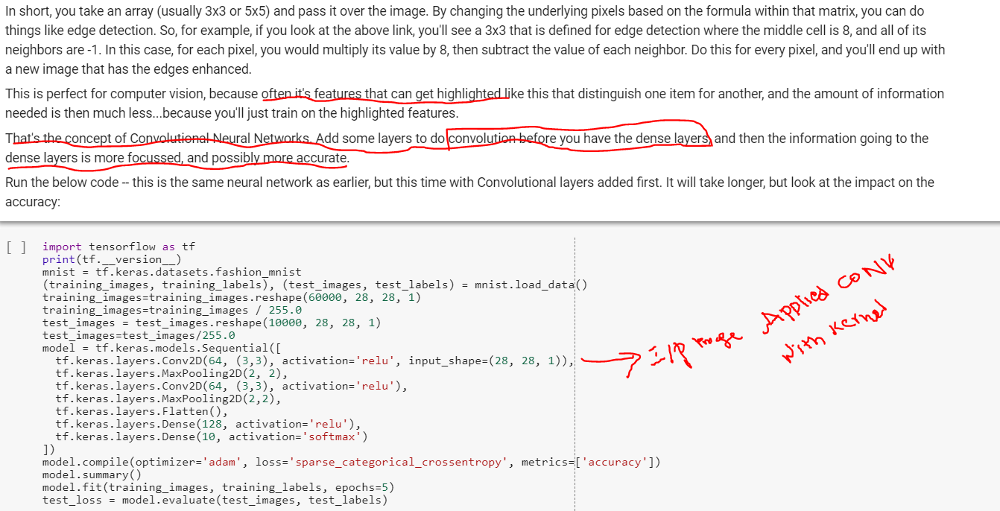 In short, you take an array (usually 3x3 or 5x5) and pass it over the image. By changing the underlying pixels based on the formula within that matrix, you can do
things like edge detection. So, for example, if you look at the above link, you'll see a 3x3 that is defined for edge detection where the middle cell is 8, and all of its
neighbors are -1. In this case, for each pixel, you would multiply its value by 8, then subtract the value of each neighbor. Do this for every pixel, and you'll end up with
a new image that has the edges enhanced.
This is perfect for computer vision, because often it's features that can get highlighted like this that distinguish one item for another, and the amount of information
needed is then much less...because you'll just train on the highlighted features.
That's the concept of Convolutional Neural Networks. Add some layers to do convolution before you have the dense layers, and then the information going to the
dense layers is more focussed, and possibly more accurate.
Run the below code -- this is the same neural network as earlier, but this time with Convolutional layers added first. It will take longer, but look at the impact on the
accuracy:
[ ] import tensorflow as tf
print(tf.__version__)
mnist = tf.keras.datasets.fashion_mnist
(training_images, training_labels), (test_images, test_labels) = mnist.load_data()
training_images=training_images.reshape(60000, 28, 28, 1)
training_images=training_images / 255.0
test_images = test_images.reshape(10000, 28, 28, 1)
test_images=test_images/255.0
model = tf.keras.models.Sequential([
  tf.keras.layers.Conv2D(64, (3,3), activation='relu', input_shape=(28, 28, 1)),
  tf.keras.layers.MaxPooling2D(2, 2),
  tf.keras.layers.Conv2D(64, (3,3), activation='relu'),
  tf.keras.layers.MaxPooling2D(2,2),
  tf.keras.layers.Flatten(),
  tf.keras.layers.Dense(128, activation='relu'),
  tf.keras.layers.Dense(10, activation='softmax')
])
model.compile(optimizer='adam', loss='sparse_categorical_crossentropy', metrics=['accuracy'])
model.summary()
model.fit(training_images, training_labels, epochs=5)
test_loss = model.evaluate(test_images, test_labels)
I/P Image Applied CONV
With Kernel